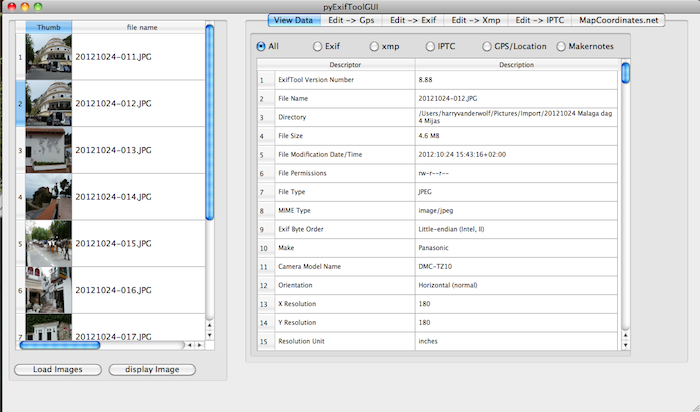 pyExifToolGUI
Thumb file name
1 20121024-011.JPG
2 20121024-012.JPG
3 20121024-013.JPG
4 20121024-014.JPG
5 20121024-015.JPG
6 20121024-016.JPG
7 20121024-017.JPG
Load Images display Image
View Data Edit -> Gps Edit -> Exif Edit -> Xmp Edit -> IPTC MapCoordinates.net
All Exif xmp IPTC GPS/Location Makernotes
Descriptor Description
1 ExifTool Version Number 8.88
2 File Name 20121024-012.JPG
3 Directory /Users/harryvanderwolf/Pictures/Import/20121024 Malaga dag
4 Mijas
4 File Size 4.6 MB
5 File Modification Date/Time 2012:10:24 15:43:16+02:00
6 File Permissions rw-r--r--
7 File Type JPEG
8 MIME Type image/jpeg
9 Exif Byte Order Little-endian (Intel, II)
10 Make Panasonic
11 Camera Model Name DMC-TZ10
12 Orientation Horizontal (normal)
13 X Resolution 180
14 Y Resolution 180
15 Resolution Unit inches